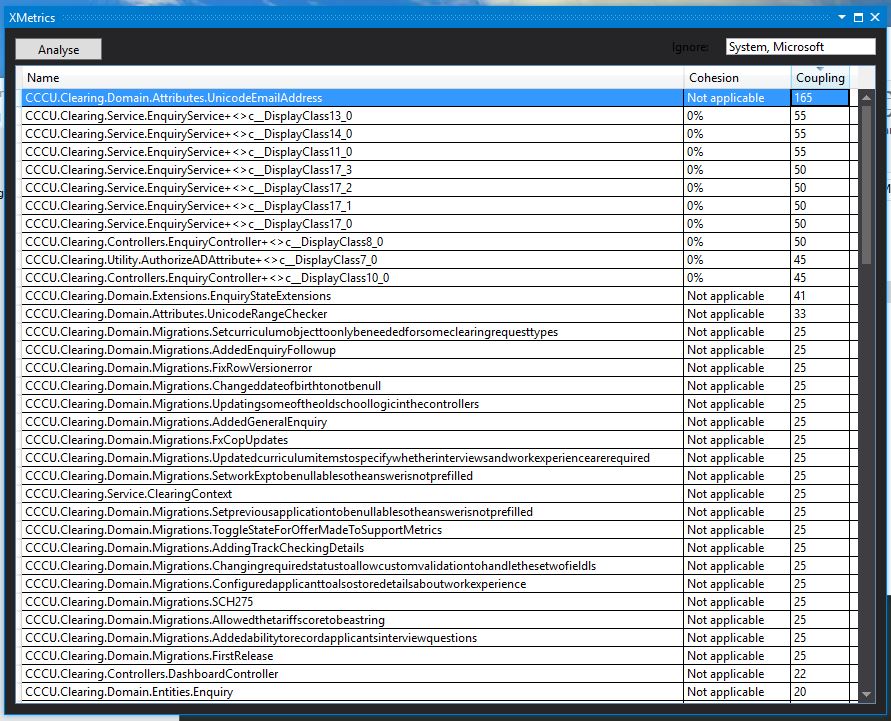 XMetrics
Analyse Ignore: System, Microsoft
Name Cohesion Coupling
CCCU.Clearing.Domain.Attributes.UnicodeEmailAddress Not applicable 165
CCCU.Clearing.Service.EnquiryService+<>c__DisplayClass13_0 0% 55
CCCU.Clearing.Service.EnquiryService+<>c__DisplayClass14_0 0% 55
CCCU.Clearing.Service.EnquiryService+<>c__DisplayClass11_0 0% 55
CCCU.Clearing.Service.EnquiryService+<>c__DisplayClass17_3 0% 50
CCCU.Clearing.Service.EnquiryService+<>c__DisplayClass17_2 0% 50
CCCU.Clearing.Service.EnquiryService+<>c__DisplayClass17_1 0% 50
CCCU.Clearing.Service.EnquiryService+<>c__DisplayClass17_0 0% 50
CCCU.Clearing.Controllers.EnquiryController+<>c__DisplayClass8_0 0% 50
CCCU.Clearing.Utility.AuthorizeADAttribute+<>c__DisplayClass7_0 0% 45
CCCU.Clearing.Controllers.EnquiryController+<>c__DisplayClass10_0 0% 45
CCCU.Clearing.Domain.Extensions.EnquiryStateExtensions Not applicable 41
CCCU.Clearing.Domain.Attributes.UnicodeRangeChecker Not applicable 33
CCCU.Clearing.Domain.Migrations.Setcurriculumobjecttoonlybeneededforsomeclearingrequesttypes Not applicable 25
CCCU.Clearing.Domain.Migrations.AddedEnquiryFollowup Not applicable 25
CCCU.Clearing.Domain.Migrations.FixRowVersionerror Not applicable 25
CCCU.Clearing.Domain.Migrations.Changeddateofbirthtonotbenull Not applicable 25
CCCU.Clearing.Domain.Migrations.Updatingsomeoftheoldschoollogicinthecontrollers Not applicable 25
CCCU.Clearing.Domain.Migrations.AddedGeneralEnquiry Not applicable 25
CCCU.Clearing.Domain.Migrations.FxCopUpdates Not applicable 25
CCCU.Clearing.Domain.Migrations.Updatedcurriculumitemstospecifywhetherinterviewsandworkexperiencearerequired Not applicable 25
CCCU.Clearing.Domain.Migrations.SetworkExptobenullablesotheanswerisnotprefilled Not applicable 25
CCCU.Clearing.Service.ClearingContext Not applicable 25
CCCU.Clearing.Domain.Migrations.Setpreviousapplicationtobenullablesotheanswerisnotprefilled Not applicable 25
CCCU.Clearing.Domain.Migrations.ToggleStateForOfferMadeToSupportMetrics Not applicable 25
CCCU.Clearing.Domain.Migrations.AddingTrackCheckingDetails Not applicable 25
CCCU.Clearing.Domain.Migrations.Changingrequiredstatustoallowcustomvalidationtohandlethesetwofieldls Not applicable 25
CCCU.Clearing.Domain.Migrations.Configuredapplicanttoalsostoredetailsaboutworkexperience Not applicable 25
CCCU.Clearing.Domain.Migrations.SCH275 Not applicable 25
CCCU.Clearing.Domain.Migrations.Allowedthetariffscoretobeastring Not applicable 25
CCCU.Clearing.Domain.Migrations.Addedabilitytorecordapplicantsinterviewquestions Not applicable 25
CCCU.Clearing.Domain.Migrations.FirstRelease Not applicable 25
CCCU.Clearing.Controllers.DashboardController Not applicable 22
CCCU.Clearing.Domain.Entities.Enquiry Not applicable 20